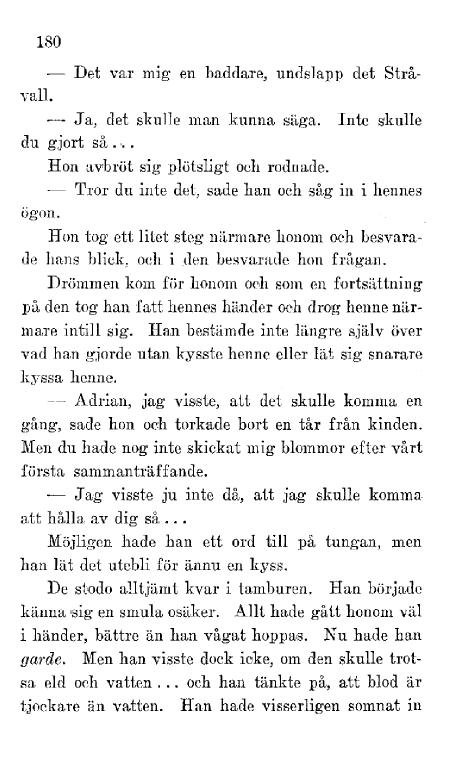 180
— Det var mig en baddare, undslapp det Strå-
vall.
— Ja, det skulle man kunna säga. Inte skulle
du gjort så ...
Hon avbröt sig plötsligt och rodnade.
— Tror du inte det, sade han och såg in i hennes
ögon.
Hon tog ett litet steg närmare honom och besvara-
de hans blick, och i den besvarade hon frågan.
Drömmen kom för honom och som en fortsättning
på den tog han fatt hennes händer och drog henne när-
mare intill sig. Han bestämde inte längre själv över
vad han gjorde utan kysste henne eller lät sig snarare
kyssa henne.
— Adrian, jag visste, att det skulle komma en
gång, sade hon och torkade bort en tår från kinden.
Men du hade nog inte skickat mig blommor efter vårt
första sammanträffande.
— Jag visste ju inte då, att jag skulle komma
att hålla av dig så ...
Möjligen hade han ett ord till på tungan, men
han lät det utebli för ännu en kyss.
De stodo alltjämt kvar i tamburen. Han började
känna sig en smula osäker. Allt hade gått honom väl
i händer, bättre än han vågat hoppas. Nu hade han
garde. Men han visste dock icke, om den skulle trot-
sa eld och vatten ... och han tänkte på, att blod är
tjockare än vatten. Han hade visserligen somnat in